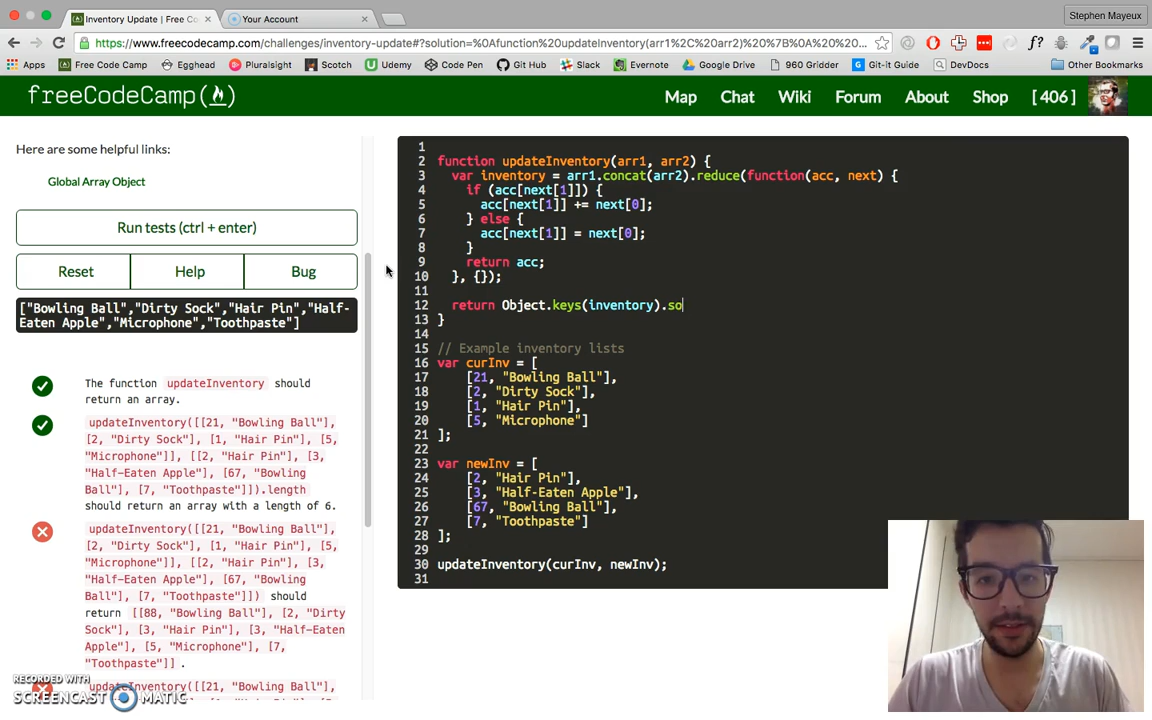 Inventory Update | Free Co
Your Account
Stephen Mayeux
https://www.freecodecamp.com/challenges/inventory-update#?solution=%0Afunction%20updateInventory(arr1%2C%20arr2)%20%7B%0A%20%20...
Apps Free Code Camp Egghead Pluralsight Scotch Udemy Code Pen Git Hub Slack Evernote Google Drive 960 Gridder Git-it Guide DevDocs Other Bookmarks
freeCodeCamp
Map Chat Wiki Forum About Shop [ 406 ]
Here are some helpful links:
Global Array Object
Run tests (ctrl + enter)
Reset Help Bug
["Bowling Ball","Dirty Sock","Hair Pin","Half-
Eaten Apple","Microphone","Toothpaste"]
The function updateInventory should
return an array.
updateInventory([[21, "Bowling Ball"],
[2, "Dirty Sock"], [1, "Hair Pin"], [5,
"Microphone"]], [[2, "Hair Pin"], [3,
"Half-Eaten Apple"], [67, "Bowling
Ball"], [7, "Toothpaste"]]).length
should return an array with a length of 6.
updateInventory([[21, "Bowling Ball"],
[2, "Dirty Sock"], [1, "Hair Pin"], [5,
"Microphone"]], [[2, "Hair Pin"], [3,
"Half-Eaten Apple"], [67, "Bowling
Ball"], [7, "Toothpaste"]]) should
return [[88, "Bowling Ball"], [2, "Dirty
Sock"], [3, "Hair Pin"], [3, "Half-Eaten
Apple"], [5, "Microphone"], [7,
"Toothpaste"]] .
updateInventory([[21, "Bowling Ball"],
RECORDED WITH
SCREENCAST MATIC
1
2 function updateInventory(arr1, arr2) {
3 var inventory = arr1.concat(arr2).reduce(function(acc, next) {
4 if (acc[next[1]]) {
5 acc[next[1]] += next[0];
6 } else {
7 acc[next[1]] = next[0];
8 }
9 return acc;
10 }, {});
11
12 return Object.keys(inventory).so
13 }
14
15 // Example inventory lists
16 var curInv = [
17 [21, "Bowling Ball"],
18 [2, "Dirty Sock"],
19 [1, "Hair Pin"],
20 [5, "Microphone"]
21 ];
22
23 var newInv = [
24 [2, "Hair Pin"],
25 [3, "Half-Eaten Apple"],
26 [67, "Bowling Ball"],
27 [7, "Toothpaste"]
28 ];
29
30 updateInventory(curInv, newInv);
31